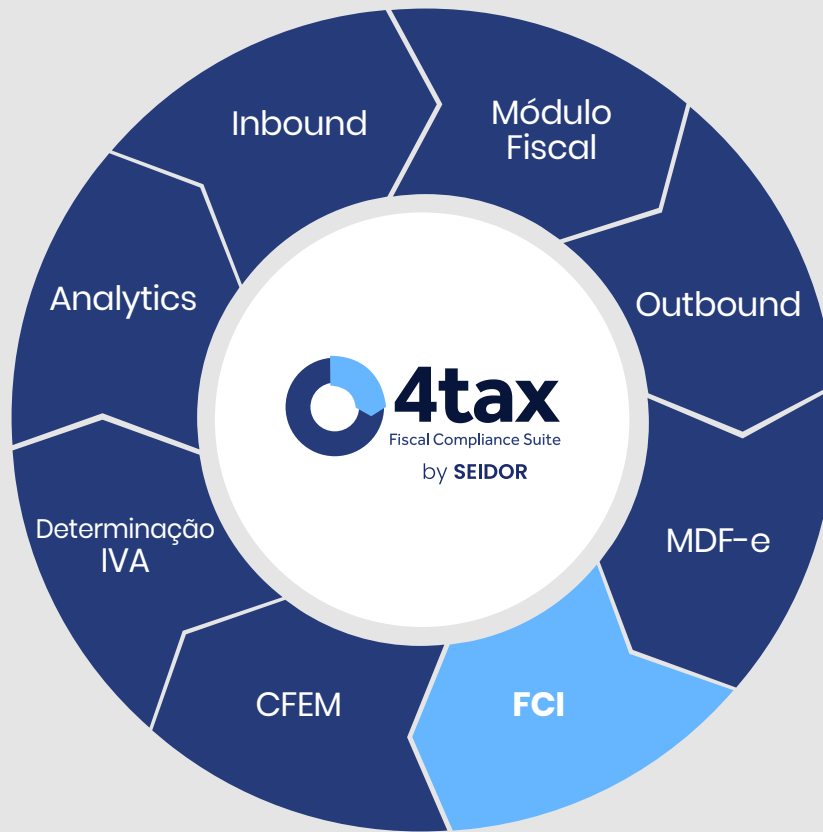 Inbound
Módulo
Fiscal
Outbound
MDF-e
FCI
CFEM
Determinação
IVA
Analytics
4tax
Fiscal Compliance Suite
by SEIDOR